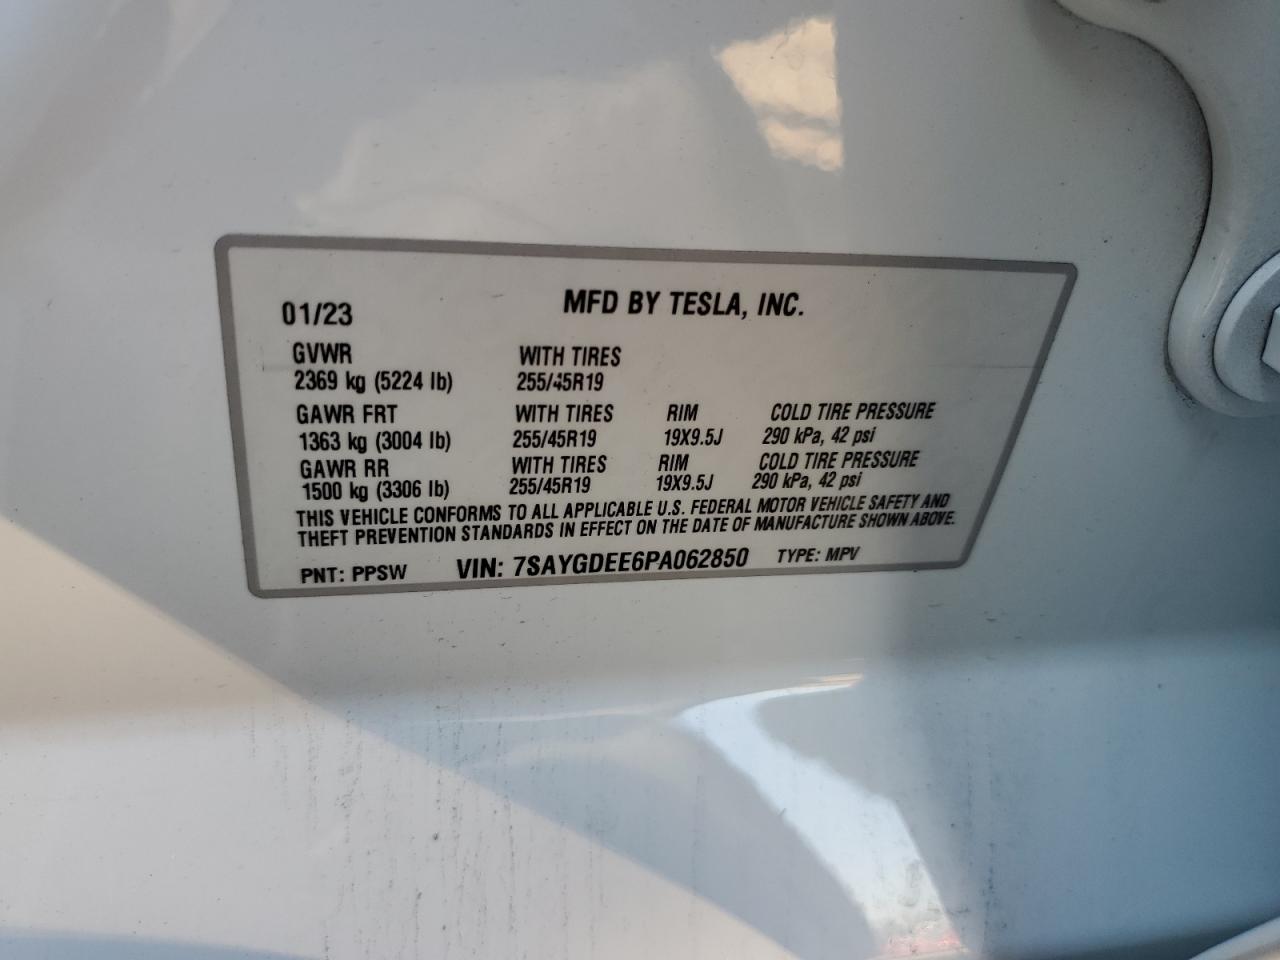 01/23 MFD BY TESLA, INC.
GVWR WITH TIRES
2369 kg (5224 lb) 255/45R19
GAWR FRT WITH TIRES RIM COLD TIRE PRESSURE
1363 kg (3004 lb) 255/45R19 19X9.5J 290 kPa, 42 psi
GAWR RR WITH TIRES RIM COLD TIRE PRESSURE
1500 kg (3306 lb) 255/45R19 19X9.5J 290 kPa, 42 psi
THIS VEHICLE CONFORMS TO ALL APPLICABLE U.S. FEDERAL MOTOR VEHICLE SAFETY AND
THEFT PREVENTION STANDARDS IN EFFECT ON THE DATE OF MANUFACTURE SHOWN ABOVE.
PNT: PPSW VIN: 7SAYGDEE6PA062850 TYPE: MPV